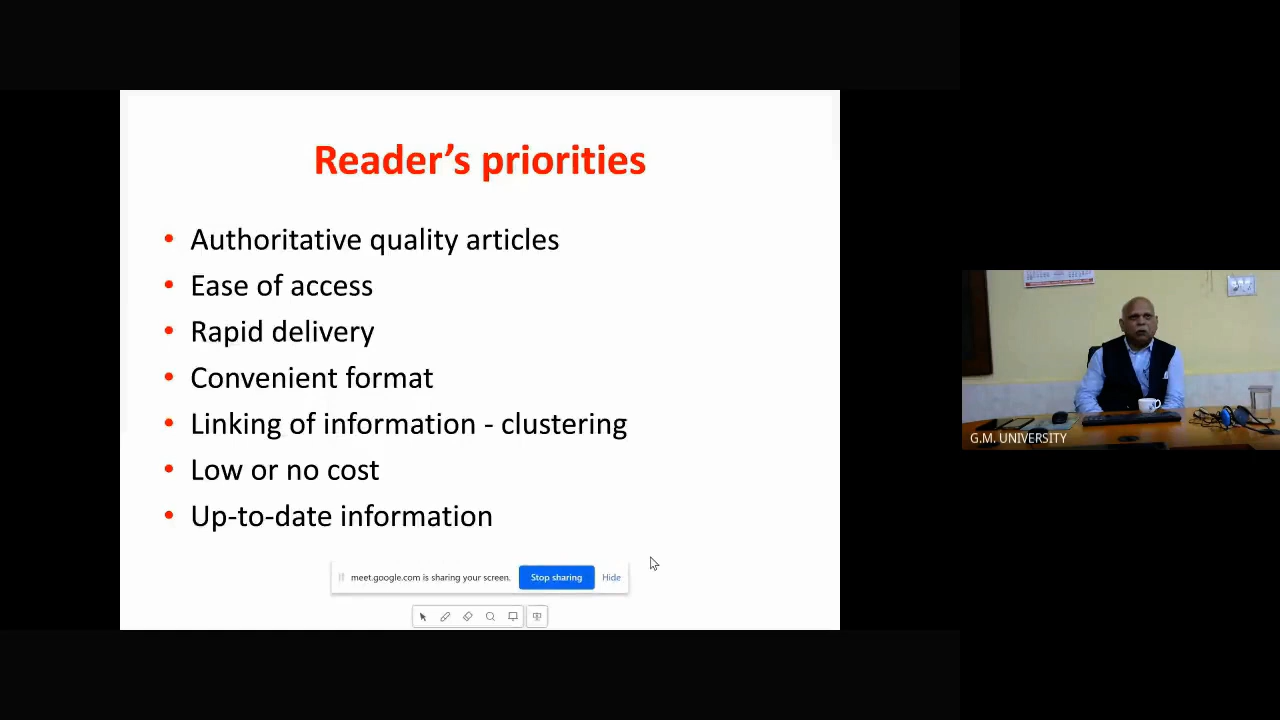 Reader’s priorities
• Authoritative quality articles
• Ease of access
• Rapid delivery
• Convenient format
• Linking of information - clustering
• Low or no cost
• Up-to-date information
meet.google.com is sharing your screen.
Stop sharing
Hide
G.M. UNIVERSITY